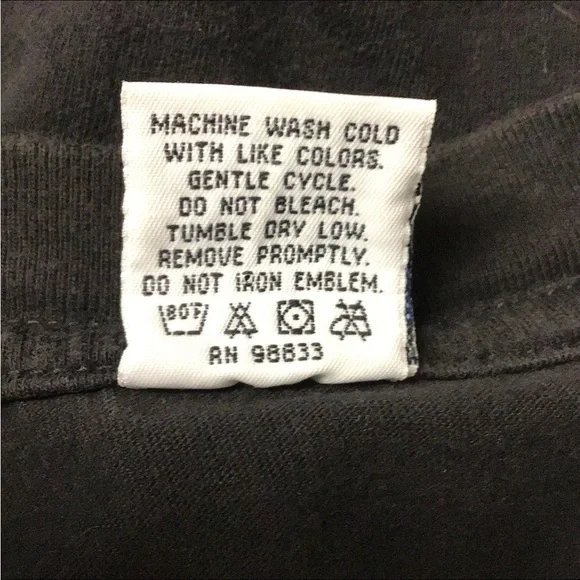 MACHINE WASH COLD
WITH LIKE COLORS.
GENTLE CYCLE.
DO NOT BLEACH.
TUMBLE DRY LOW.
REMOVE PROMPTLY.
DO NOT IRON EMBLEM.
80F
RN 98833